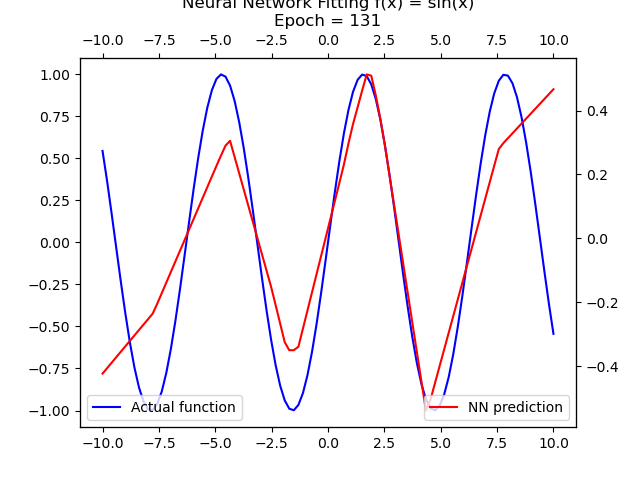 Neural Network Fitting f(x) = sin(x)
Epoch = 131
−10.0 −7.5 −5.0 −2.5 0.0 2.5 5.0 7.5 10.0
1.00
0.75
0.50
0.25
0.00
−0.25
−0.50
−0.75
−1.00
0.4
0.2
0.0
−0.2
−0.4
Actual function
NN prediction
−10.0 −7.5 −5.0 −2.5 0.0 2.5 5.0 7.5 10.0